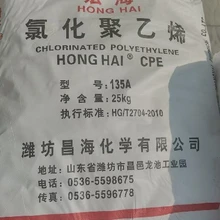 宏海
HONG HAI
氯化聚乙烯
CHLORINATED POLYETHYLENE
HONG HAI CPE
型 号: 135A
净 含 量: 25kg
执行标准: HG/T2704-2010
潍坊昌海化学有限公司
地址: 山东省潍坊市昌邑龙池工业园
电话: 0536-5598675
传真: 0536-5596778